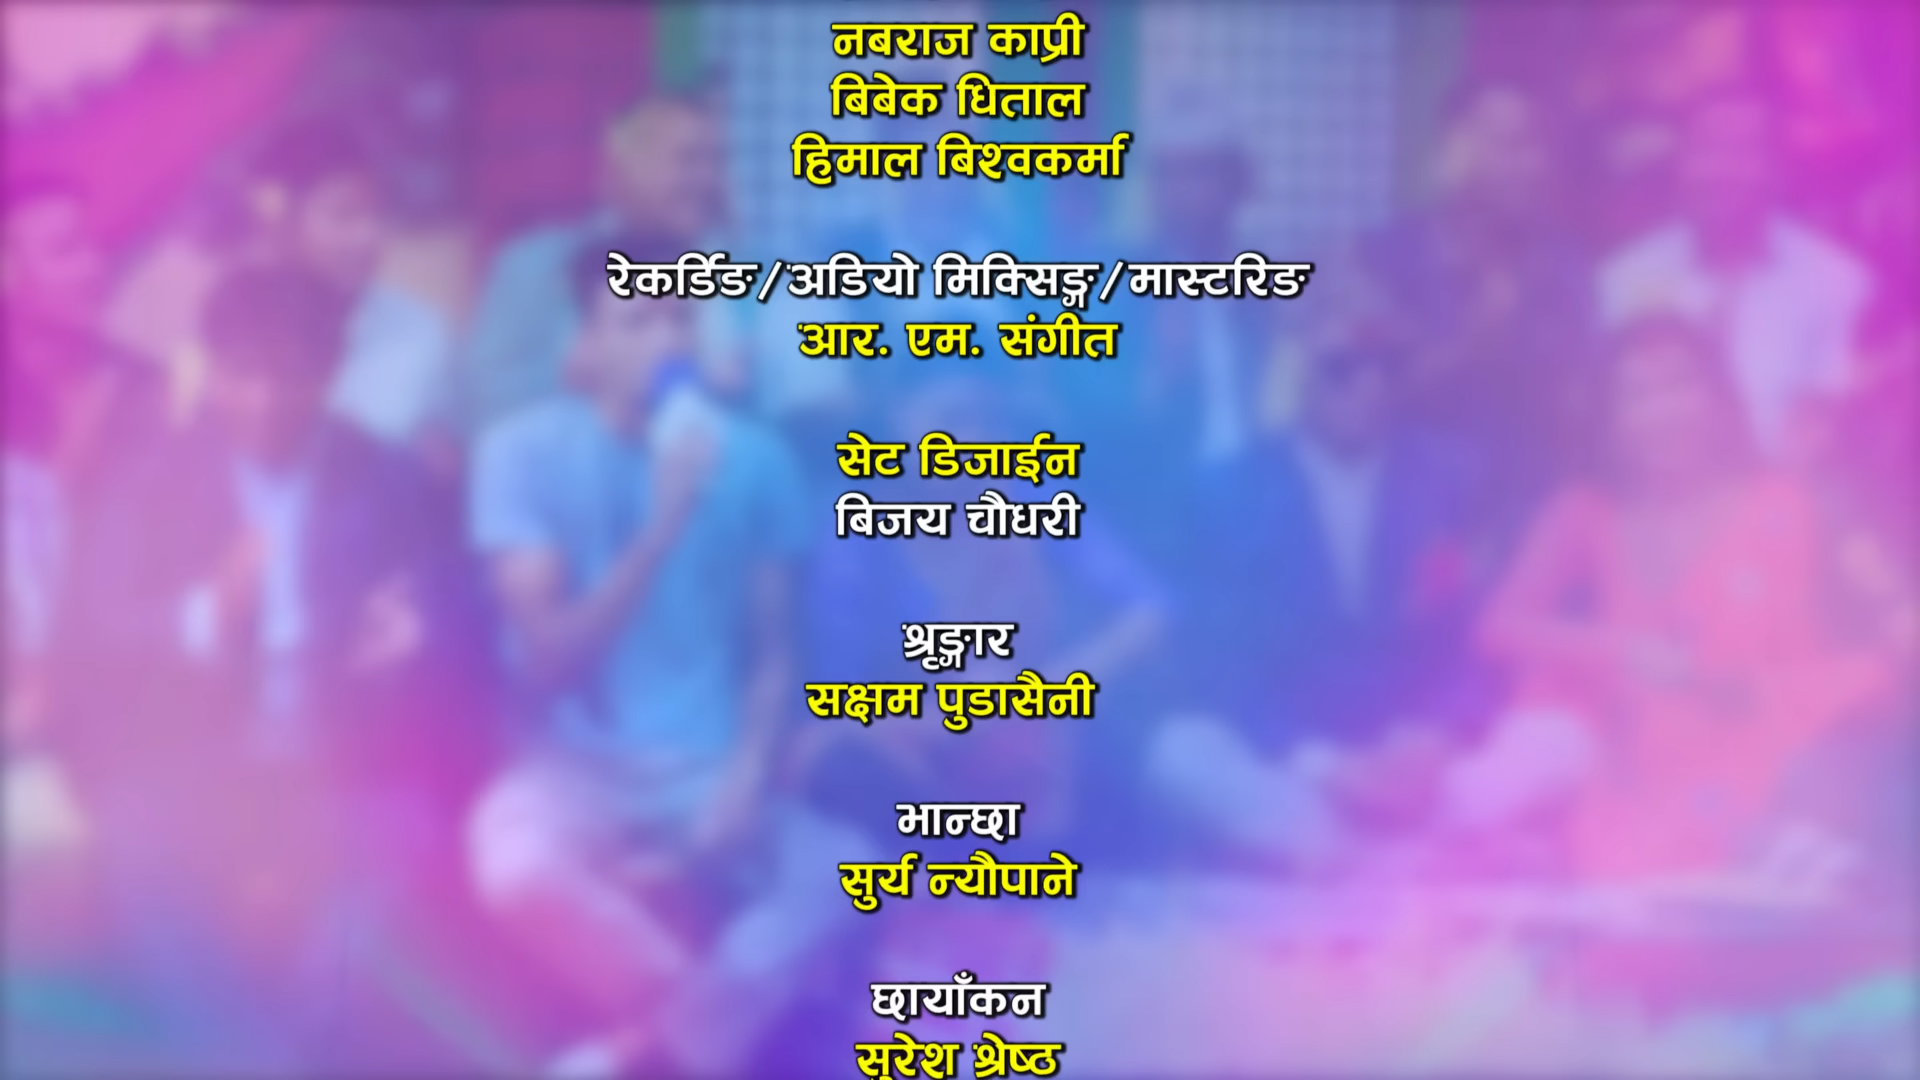 नबराज काप्री
बिबेक धिताल
हिमाल बिश्वकर्मा
रेकर्डिङ/अडियो मिक्सिङ्ग/मास्टरिङ
आर. एम. संगीत
सेट डिजाईन
बिजय चौधरी
श्रृङ्गार
सक्षम पुडासैनी
भान्छा
सुर्य न्यौपाने
छायाँकन
सुरेश श्रेष्ठ